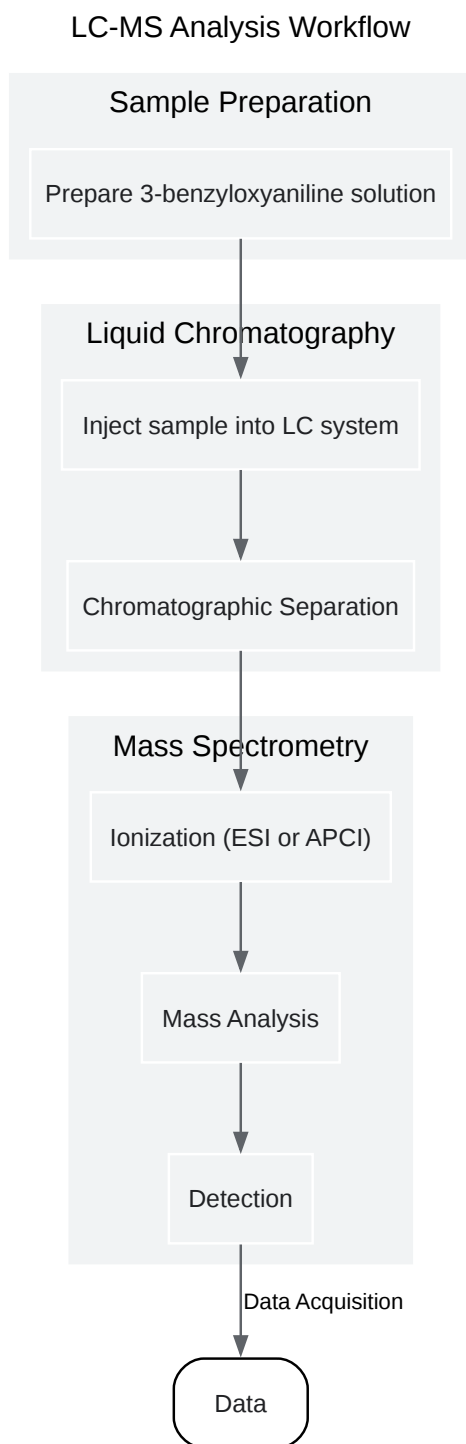 LC-MS Analysis Workflow
Sample Preparation
Prepare 3-benzyloxyaniline solution
Liquid Chromatography
Inject sample into LC system
Chromatographic Separation
Mass Spectrometry
Ionization (ESI or APCI)
Mass Analysis
Detection
Data Acquisition
Data